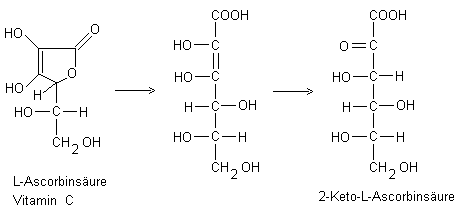 HO
O
HO
O
H
HO H
CH₂OH
L-Ascorbinsäure
Vitamin C
COOH
HO
HO
H OH
HO H
CH₂OH
COOH
O
HO H
H OH
HO H
CH₂OH
2-Keto-L-Ascorbinsäure